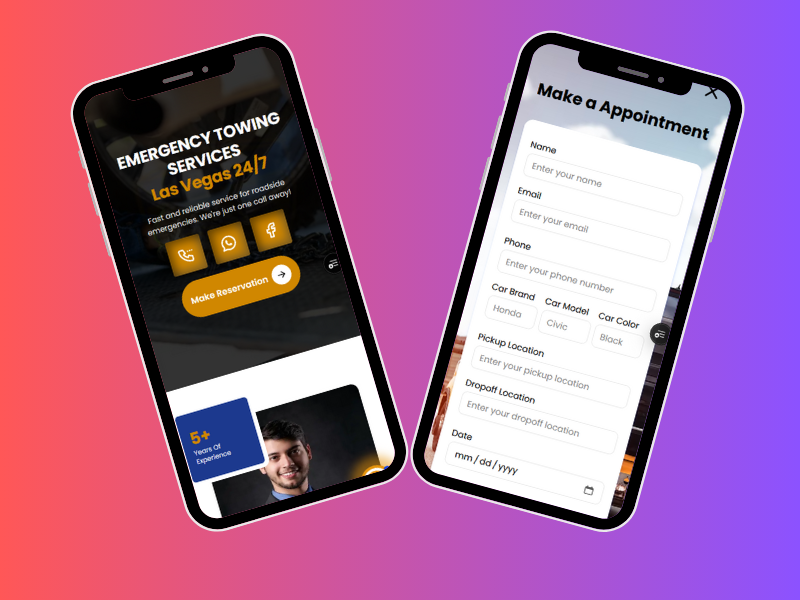 EMERGENCY TOWING
SERVICES
Las Vegas 24/7
Fast and reliable service for roadside
emergencies. We're just one call away!
Make Reservation
5+
Years Of
Experience
Make a Appointment
Name
Enter your name
Email
Enter your email
Phone
Enter your phone number
Car Brand Car Model Car Color
Honda Civic Black
Pickup Location
Enter your pickup location
Dropoff Location
Enter your dropoff location
Date
mm/dd/yyyy